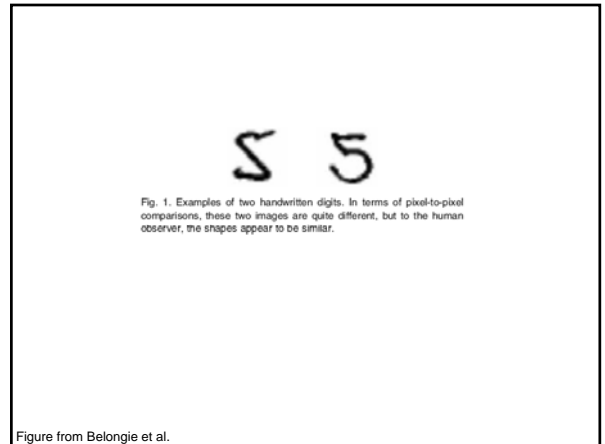 5 5
Fig. 1. Examples of two handwritten digits. In terms of pixel-to-pixel
comparisons, these two images are quite different, but to the human
observer, the shapes appear to be similar.
Figure from Belongie et al.